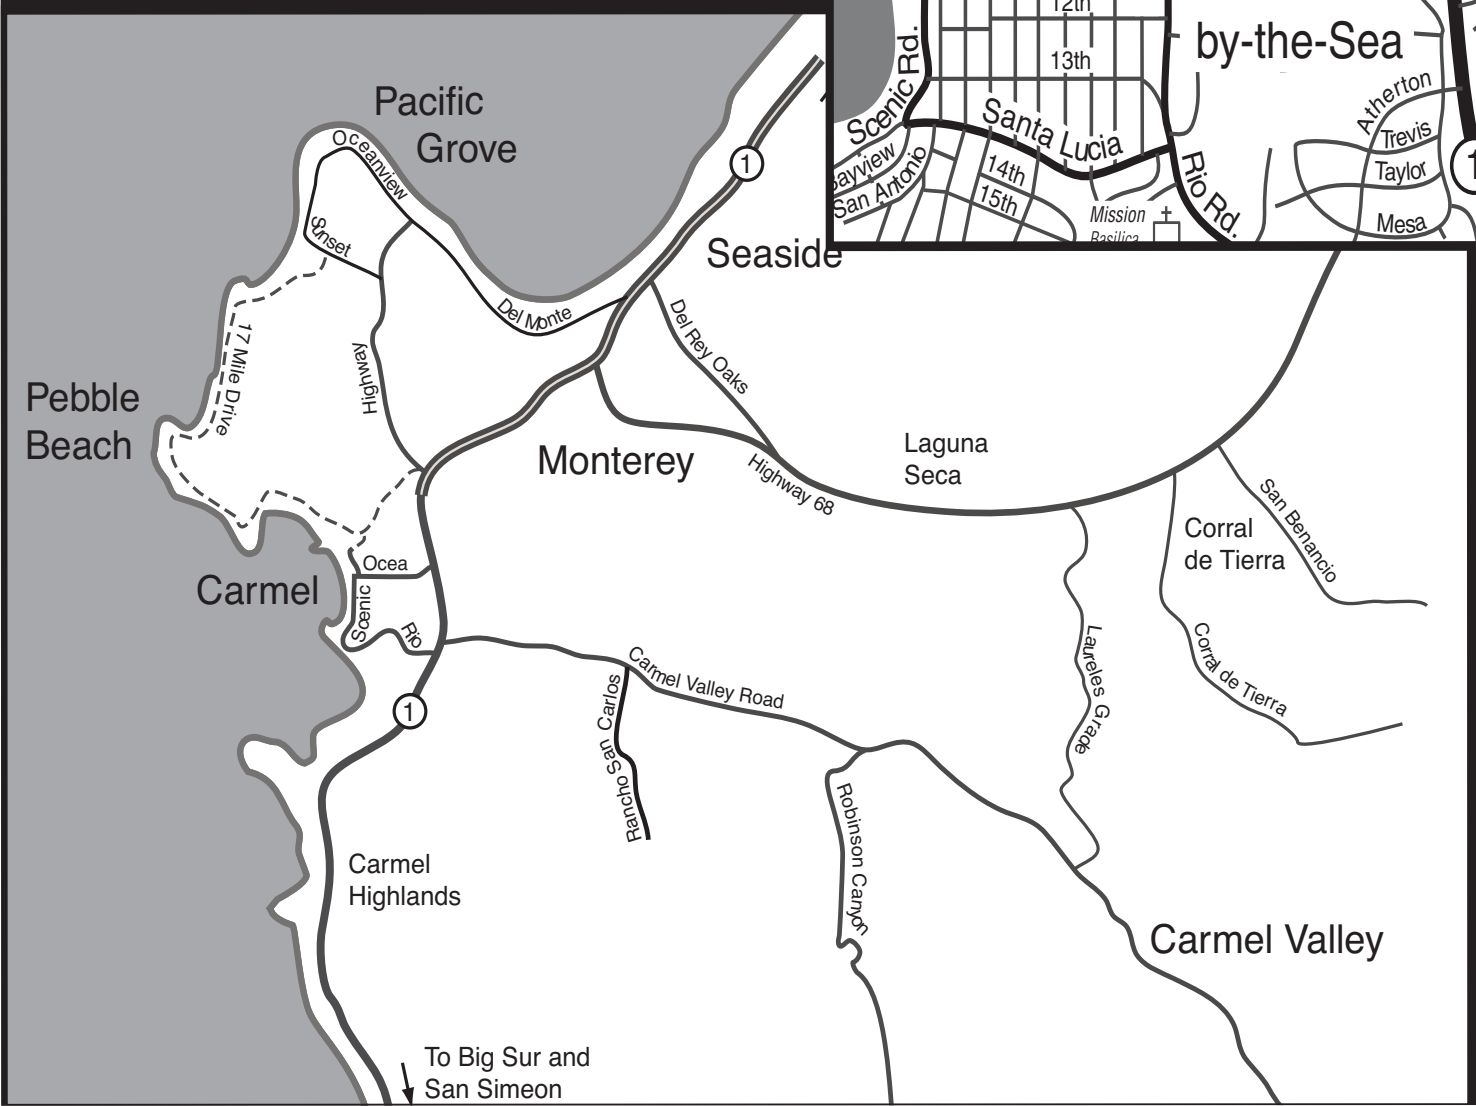 12th
by-the-Sea
Scenic Rd.
13th
Atherton
Santa Lucia
Trevis
Bayview
14th
Taylor
San Antonio
15th
Rio Rd.
Mission
Basilica
Mesa
1
Pacific
Grove
Oceanview
1
Sunset
Seaside
Del Monte
Del Rey Oaks
17 Mile Drive
Highway
Pebble
Beach
Monterey
Highway 68
Laguna
Seca
San Benancio
Corral
de Tierra
Carmel
Ocea
Scenic
Rio
Carmel Valley Road
Rancho San Carlos
Laureles Grade
Corral de Tierra
1
Robinson Canyon
Carmel
Highlands
Carmel Valley
To Big Sur and
San Simeon